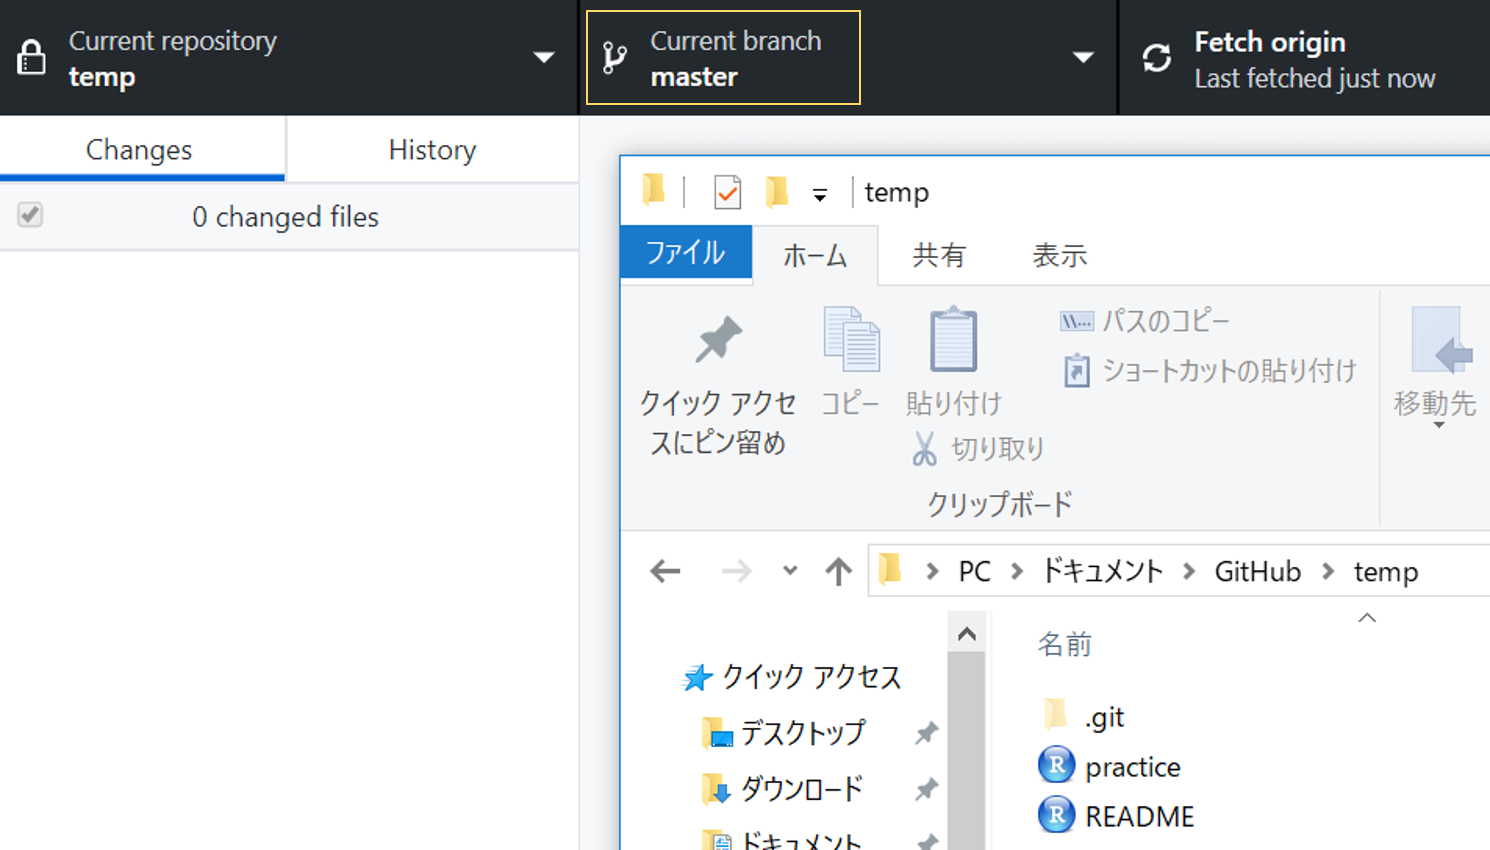 Current repository
temp
Current branch
master
Fetch origin
Last fetched just now
Changes
History
0 changed files
temp
ファイル
ホーム
共有
表示
クイック アクセ
スにピン留め
コピー
貼り付け
切り取り
パスのコピー
ショートカットの貼り付け
クリップボード
移動先
PC
ドキュメント
GitHub
temp
名前
クイック アクセス
デスクトップ
ダウンロード
ドキュメント
.git
practice
README